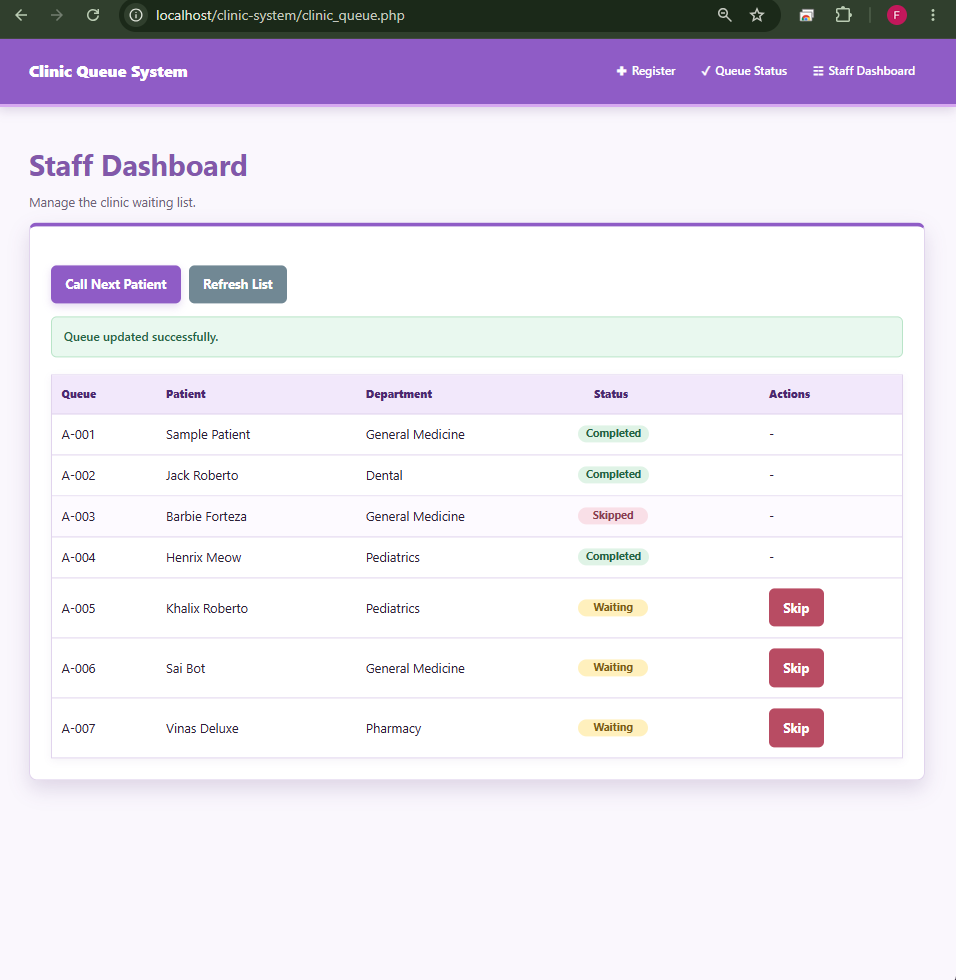 localhost/clinic-system/clinic_queue.php
F
Clinic Queue System
✚ Register ✓ Queue Status ☷ Staff Dashboard
Staff Dashboard
Manage the clinic waiting list.
Call Next Patient Refresh List
Queue updated successfully.
Queue Patient Department Status Actions
A-001 Sample Patient General Medicine Completed -
A-002 Jack Roberto Dental Completed -
A-003 Barbie Forteza General Medicine Skipped -
A-004 Henrix Meow Pediatrics Completed -
A-005 Khalix Roberto Pediatrics Waiting Skip
A-006 Sai Bot General Medicine Waiting Skip
A-007 Vinas Deluxe Pharmacy Waiting Skip